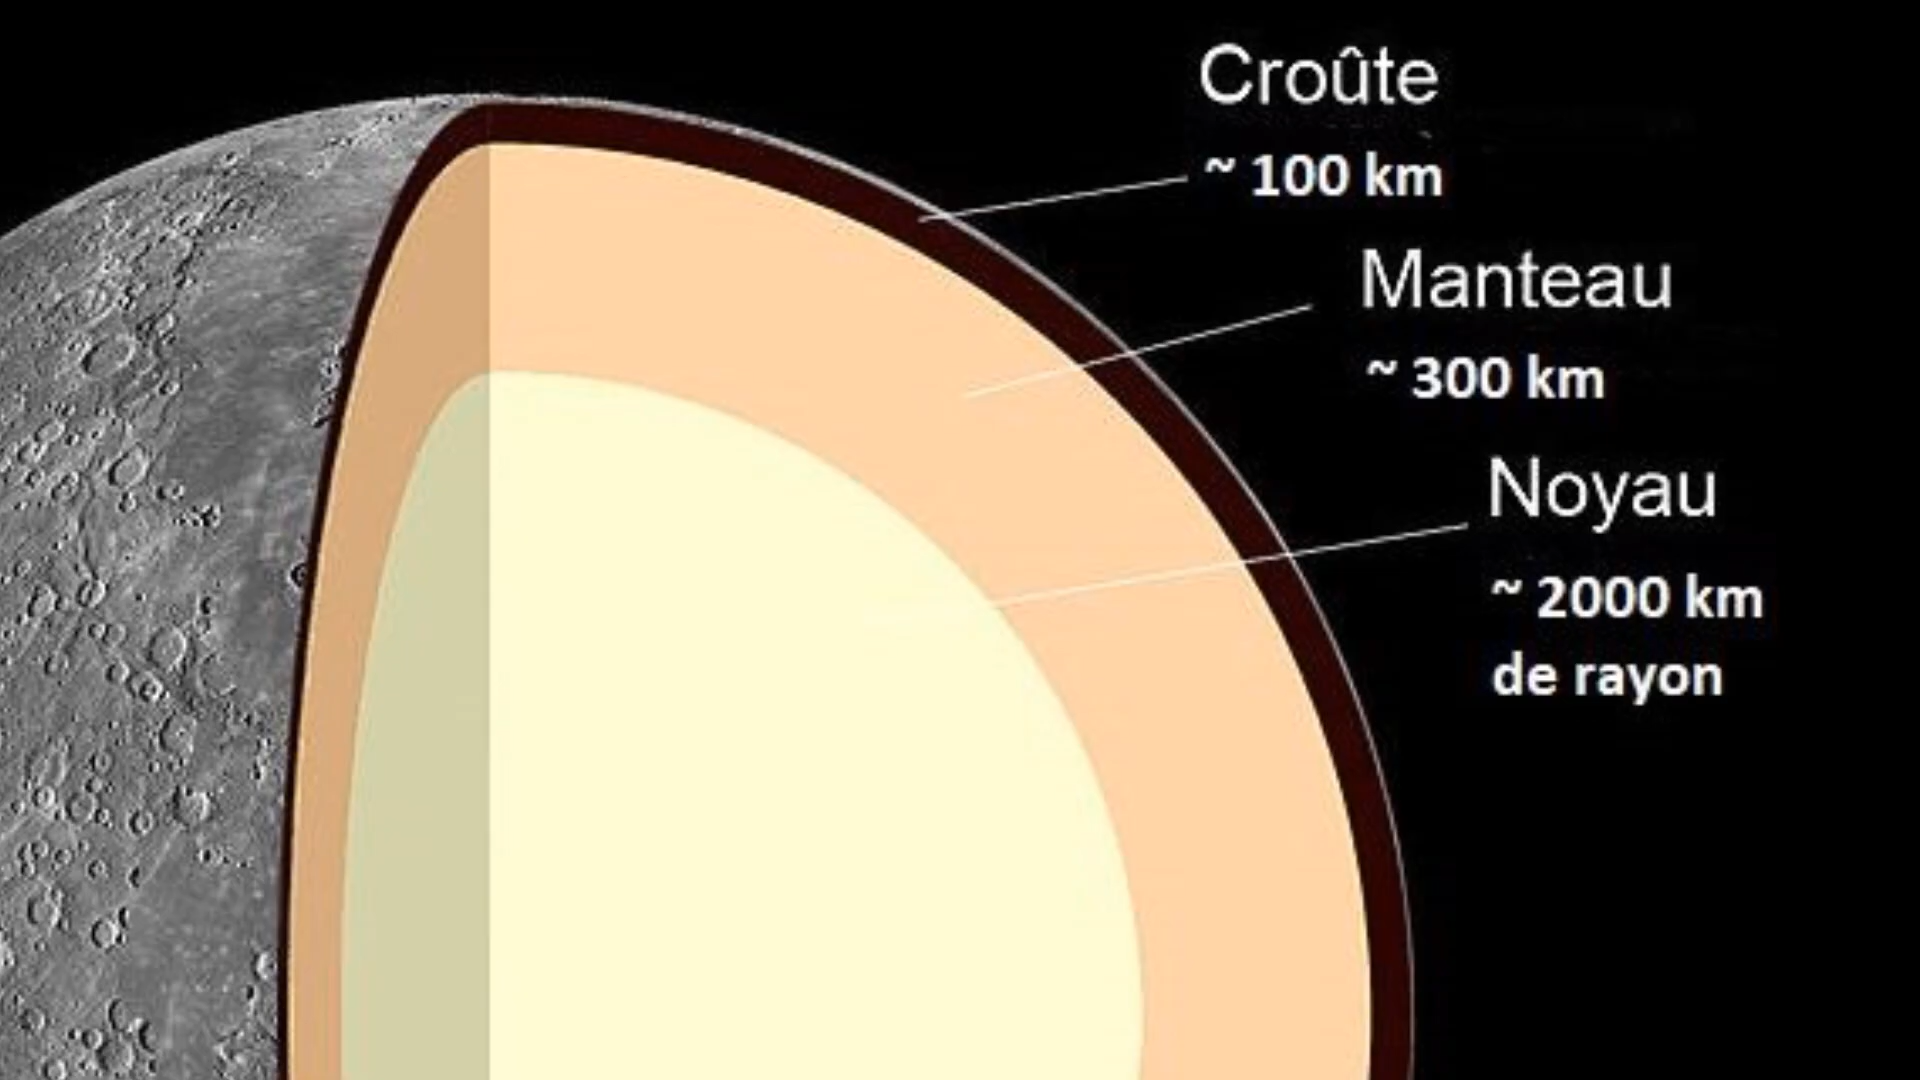 Croûte
~ 100 km
Manteau
~ 300 km
Noyau
~ 2000 km
de rayon